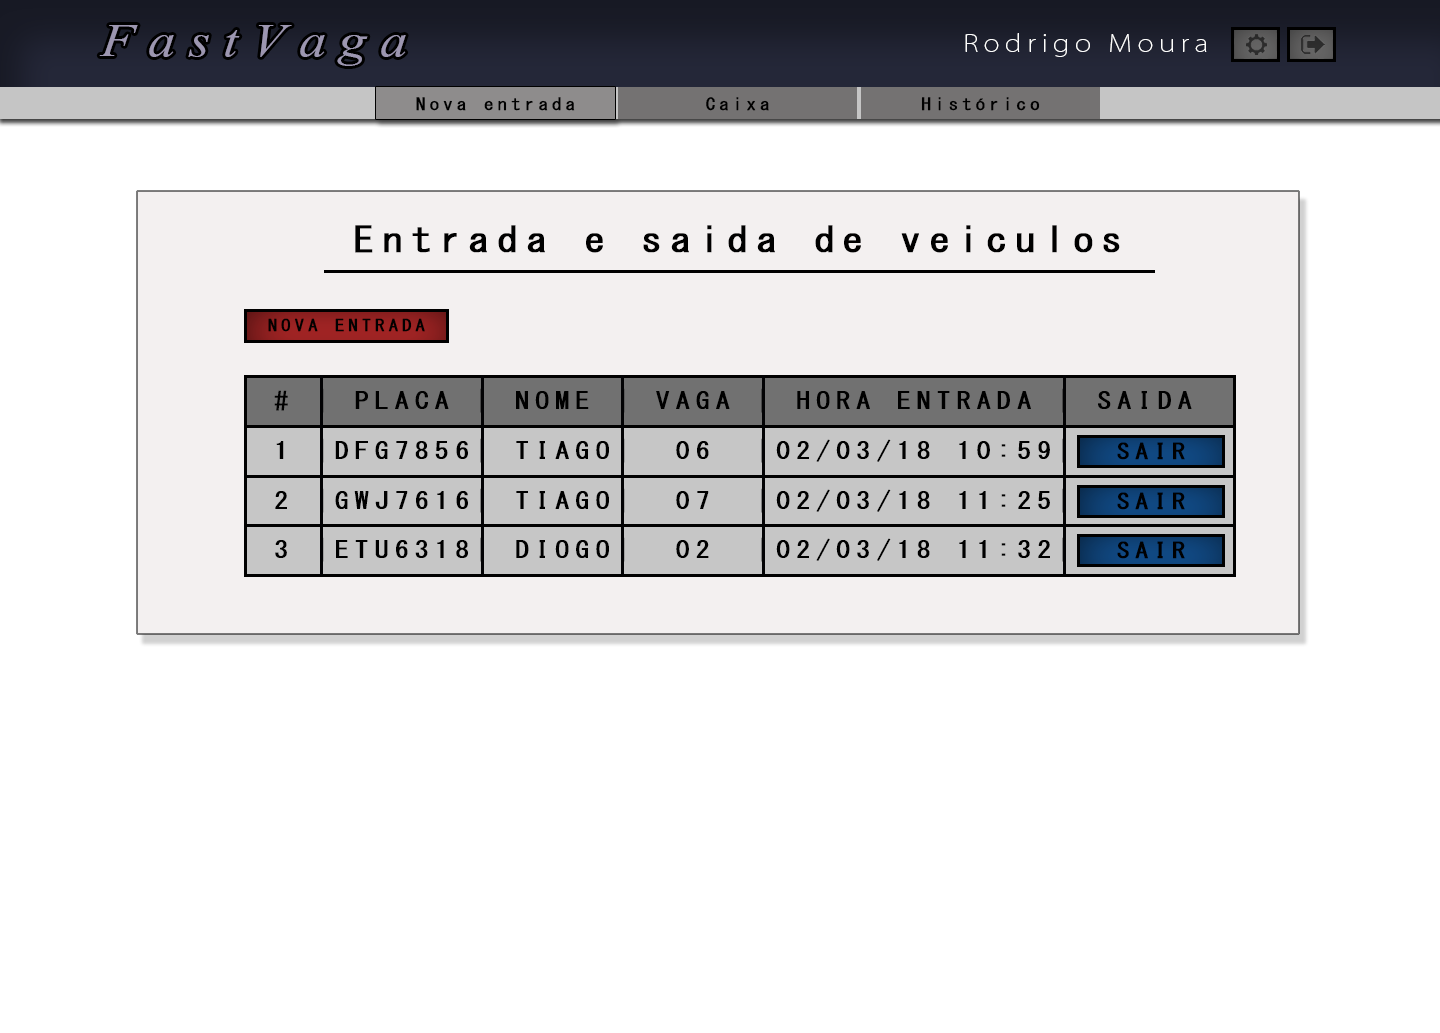 FastVaga Rodrigo Moura
Nova entrada Caixa Histórico
Entrada e saida de veiculos
NOVA ENTRADA
# PLACA NOME VAGA HORA ENTRADA SAIDA
1 DFG7856 TIAGO 06 02/03/18 10:59 SAIR
2 GWJ7616 TIAGO 07 02/03/18 11:25 SAIR
3 ETU6318 DIOGO 02 02/03/18 11:32 SAIR